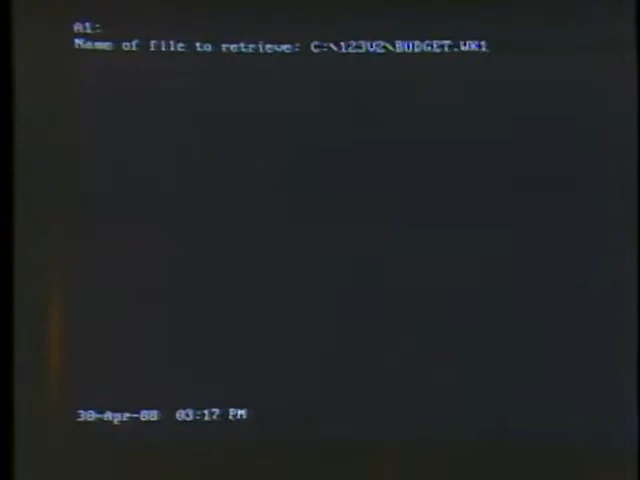 A1:
Name of file to retrieve: C:\123V2\BUDGET.WK1
30-Apr-88 03:17 PM